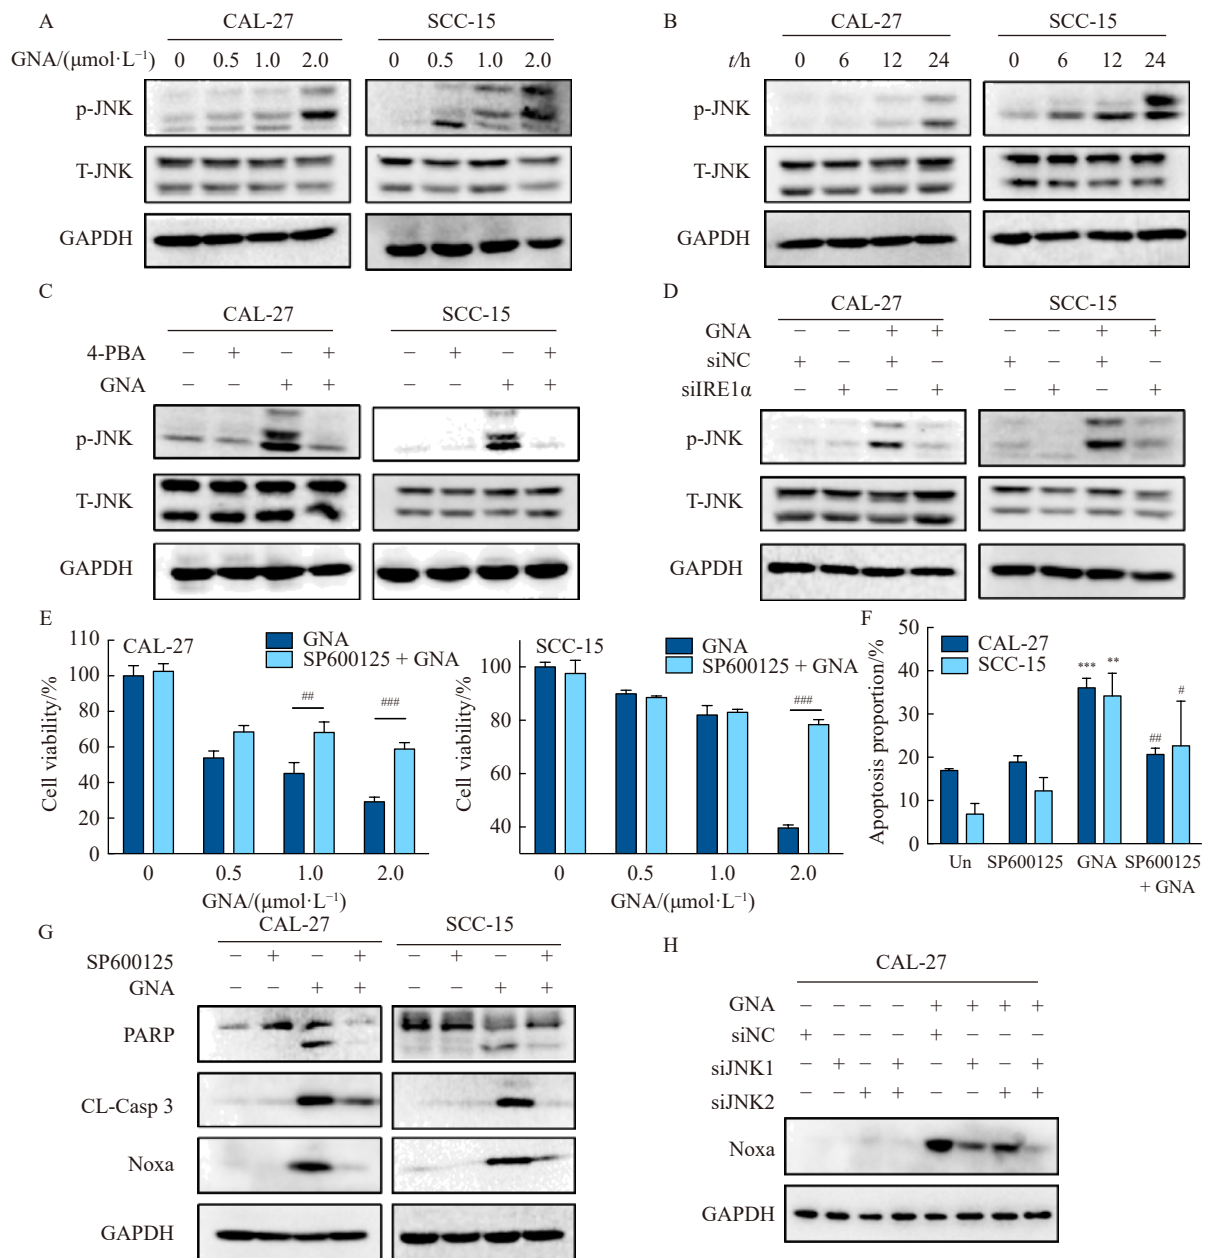 A
CAL-27 SCC-15
GNA/(μmol·L⁻¹) 0 0.5 1.0 2.0 0 0.5 1.0 2.0
p-JNK
T-JNK
GAPDH
B
CAL-27 SCC-15
t/h 0 6 12 24 0 6 12 24
p-JNK
T-JNK
GAPDH
C
CAL-27 SCC-15
4-PBA − + − + − + − +
GNA − − + + − − + +
p-JNK
T-JNK
GAPDH
D
CAL-27 SCC-15
GNA − − + + − − + +
siNC + − + − + − + −
siIRE1α − + − + − + − +
p-JNK
T-JNK
GAPDH
E
CAL-27
GNA
SP600125 + GNA
Cell viability/%
110
100
80
60
40
20
0
## ###
0 0.5 1.0 2.0
GNA/(μmol·L⁻¹)
SCC-15
GNA
SP600125 + GNA
Cell viability/%
100
80
60
40
###
0 0.5 1.0 2.0
GNA/(μmol·L⁻¹)
F
CAL-27
SCC-15
Apoptosis proportion/%
50
40
30
20
10
0
*** ** ## #
Un SP600125 GNA SP600125
+ GNA
G
CAL-27 SCC-15
SP600125 − + − + − + − +
GNA − − + + − − + +
PARP
CL-Casp 3
Noxa
GAPDH
H
CAL-27
GNA − − − − + + + +
siNC + − − − + − − −
siJNK1 − + − + − + − +
siJNK2 − − + + − − + +
Noxa
GAPDH